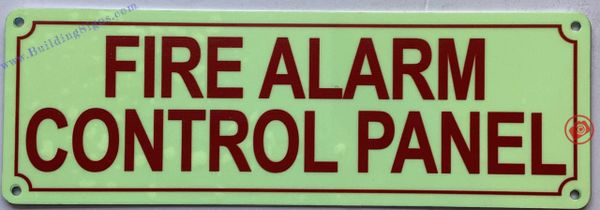 www.BuildingSigns.com
FIRE ALARM
CONTROL PANEL